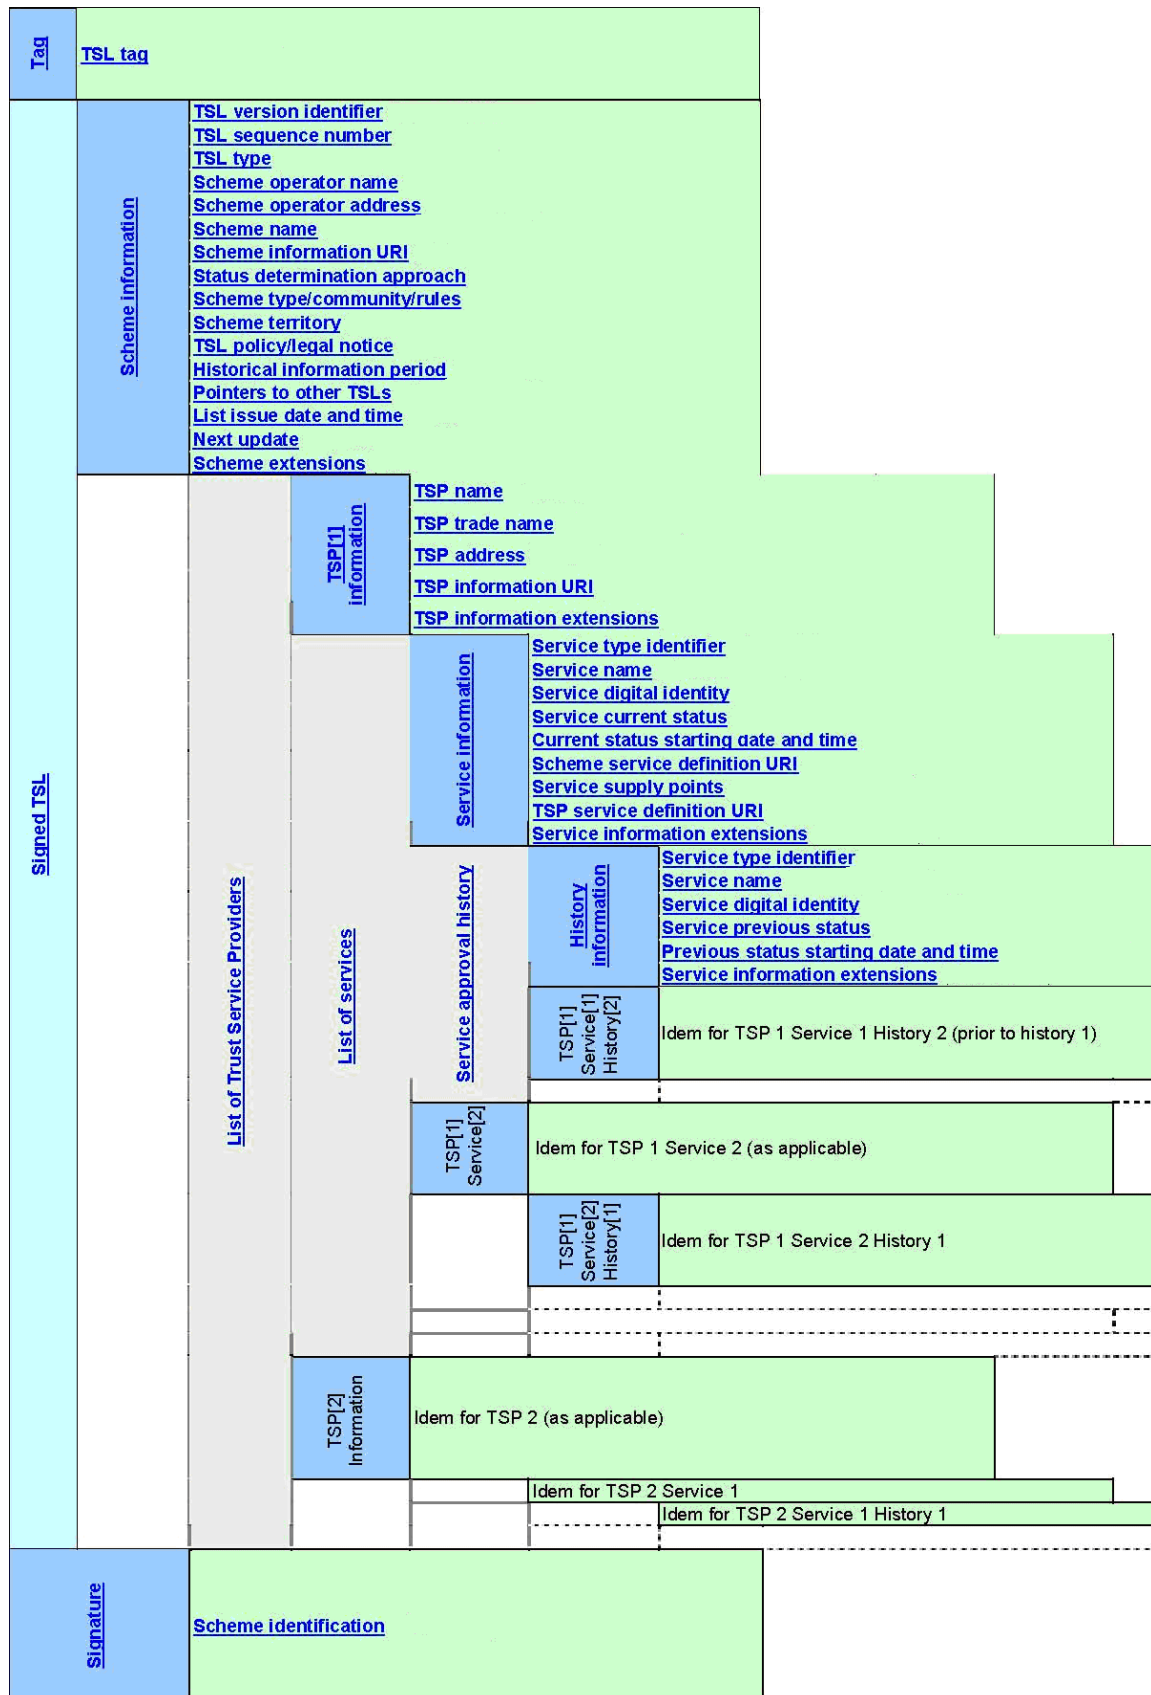 Tag
TSL tag
Signed TSL
Scheme information
TSL version identifier
TSL sequence number
TSL type
Scheme operator name
Scheme operator address
Scheme name
Scheme information URI
Status determination approach
Scheme type/community/rules
Scheme territory
TSL policy/legal notice
Historical information period
Pointers to other TSLs
List issue date and time
Next update
Scheme extensions
List of Trust Service Providers
TSP[1]
information
TSP name
TSP trade name
TSP address
TSP information URI
TSP information extensions
List of services
Service information
Service type identifier
Service name
Service digital identity
Service current status
Current status starting date and time
Scheme service definition URI
Service supply points
TSP service definition URI
Service information extensions
Service approval history
History
information
Service type identifier
Service name
Service digital identity
Service previous status
Previous status starting date and time
Service information extensions
TSP[1]
Service[1]
History[2]
Idem for TSP 1 Service 1 History 2 (prior to history 1)
TSP[1]
Service[2]
Idem for TSP 1 Service 2 (as applicable)
TSP[1]
Service[2]
History[1]
Idem for TSP 1 Service 2 History 1
TSP[2]
Information
Idem for TSP 2 (as applicable)
Idem for TSP 2 Service 1
Idem for TSP 2 Service 1 History 1
Signature
Scheme identification